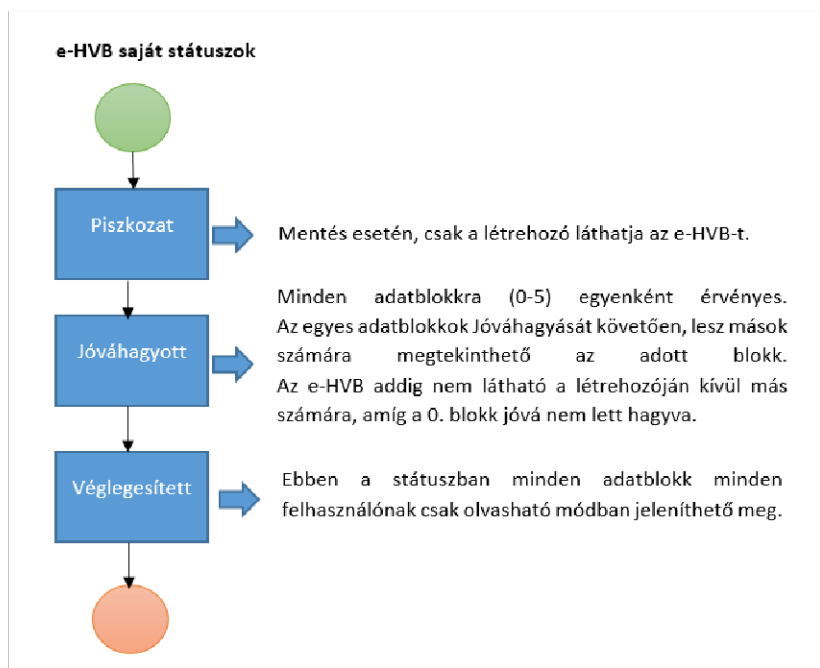 e-HVB saját státuszok
Piszkozat
Mentés esetén, csak a létrehozó láthatja az e-HVB-t.
Minden adatblokkra (0-5) egyenként érvényes.
Az egyes adatblokkok Jóváhagyását követően, lesz mások
számára megtekinthető az adott blokk.
Az e-HVB addig nem látható a létrehozóján kívül más
számára, amíg a 0. blokk jóvá nem lett hagyva.
Jóváhagyott
Ebben a státuszban minden adatblokk minden
felhasználónak csak olvasható módban jeleníthető meg.
Véglegesített